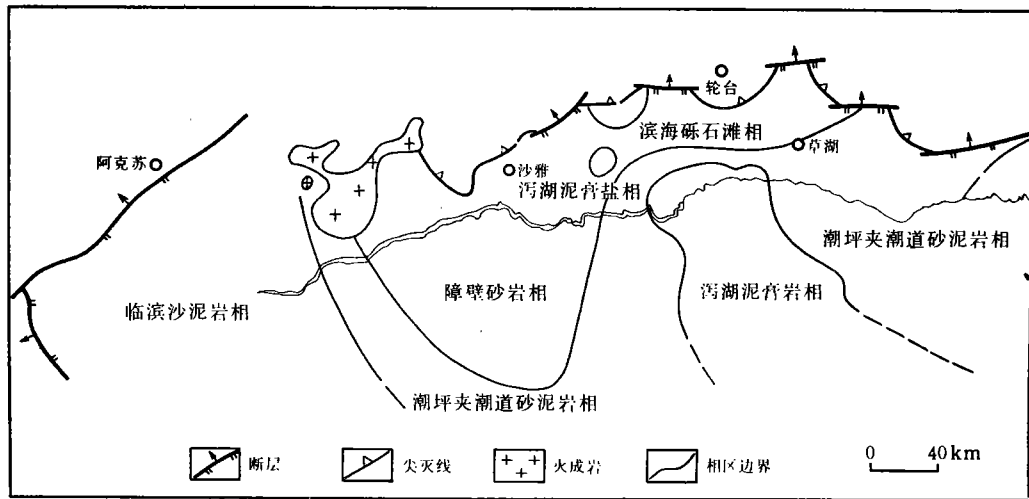 轮台
滨海砾石滩相
草湖
阿克苏
沙雅
泻湖泥膏盐相
潮坪夹潮道砂泥岩相
障壁砂岩相
泻湖泥膏岩相
临滨沙泥岩相
潮坪夹潮道砂泥岩相
断层
尖灭线
火成岩
相区边界
0 40km